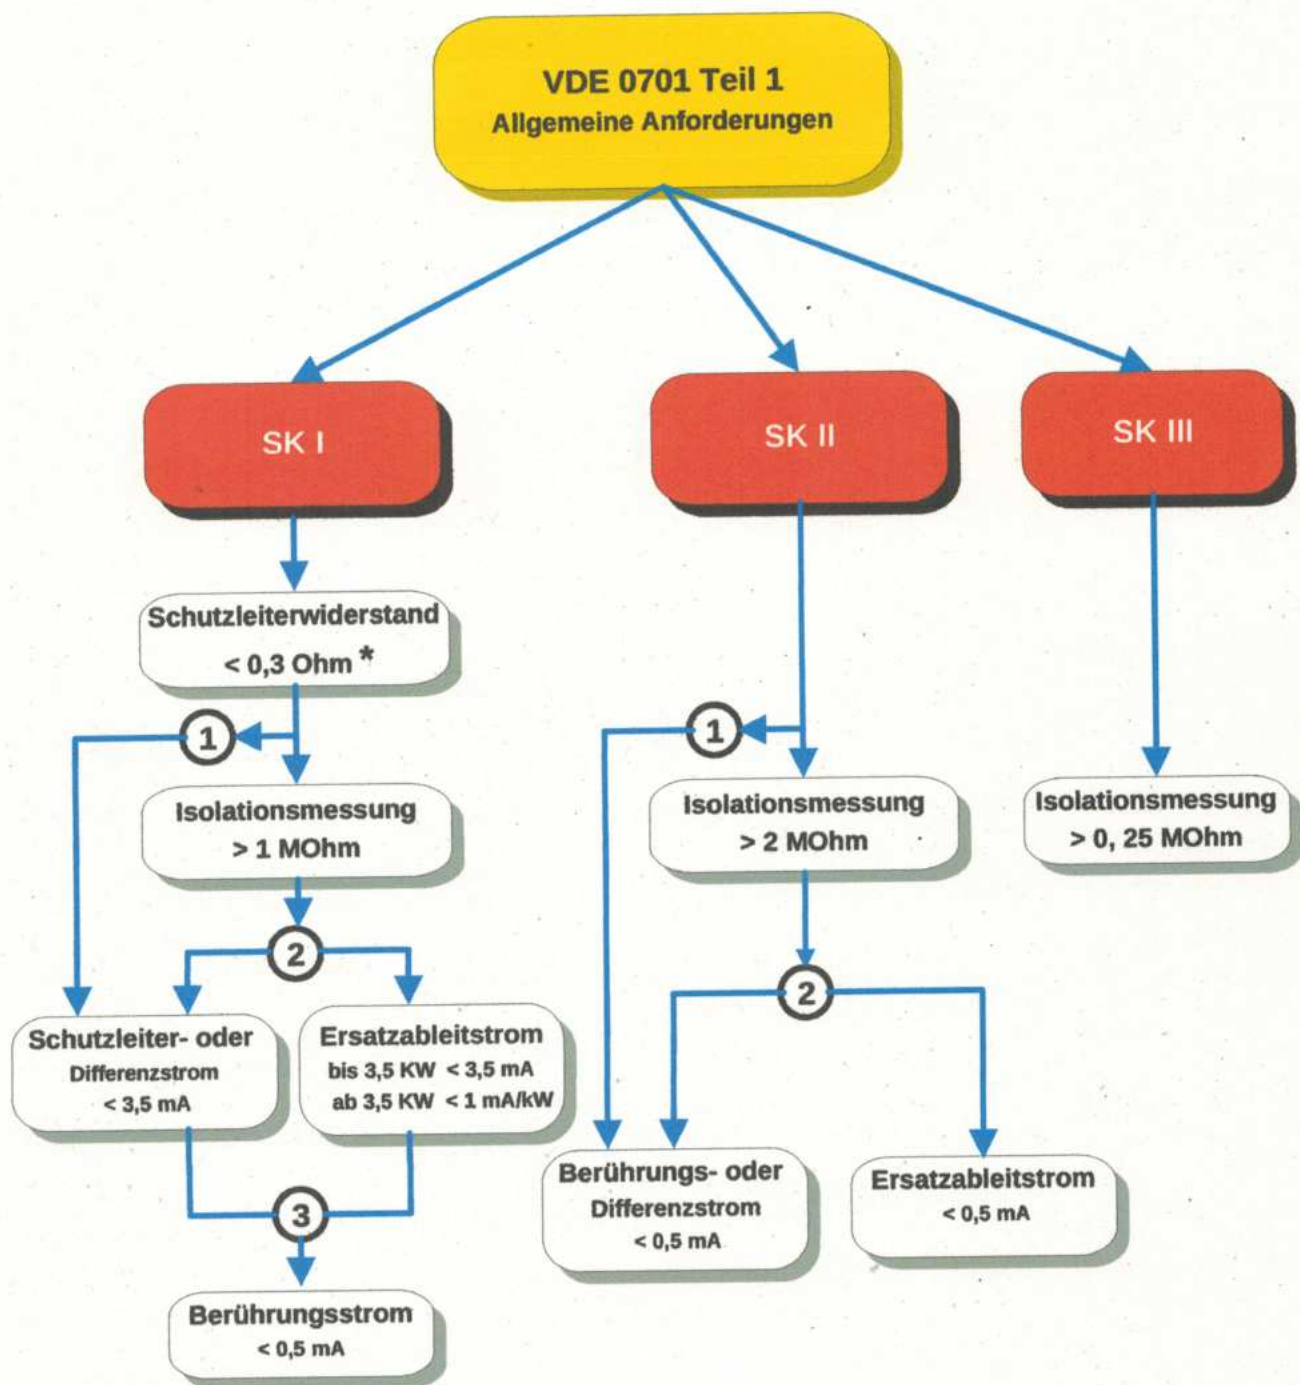 VDE 0701 Teil 1
Allgemeine Anforderungen
SK I
SK II
SK III
Schutzleiterwiderstand
< 0,3 Ohm *
1
Isolationsmessung
> 1 MOhm
2
Schutzleiter- oder
Differenzstrom
< 3,5 mA
Ersatzableitstrom
bis 3,5 KW < 3,5 mA
ab 3,5 KW < 1 mA/kW
3
Berührungsstrom
< 0,5 mA
1
Isolationsmessung
> 2 MOhm
2
Berührungs- oder
Differenzstrom
< 0,5 mA
Ersatzableitstrom
< 0,5 mA
Isolationsmessung
> 0, 25 MOhm